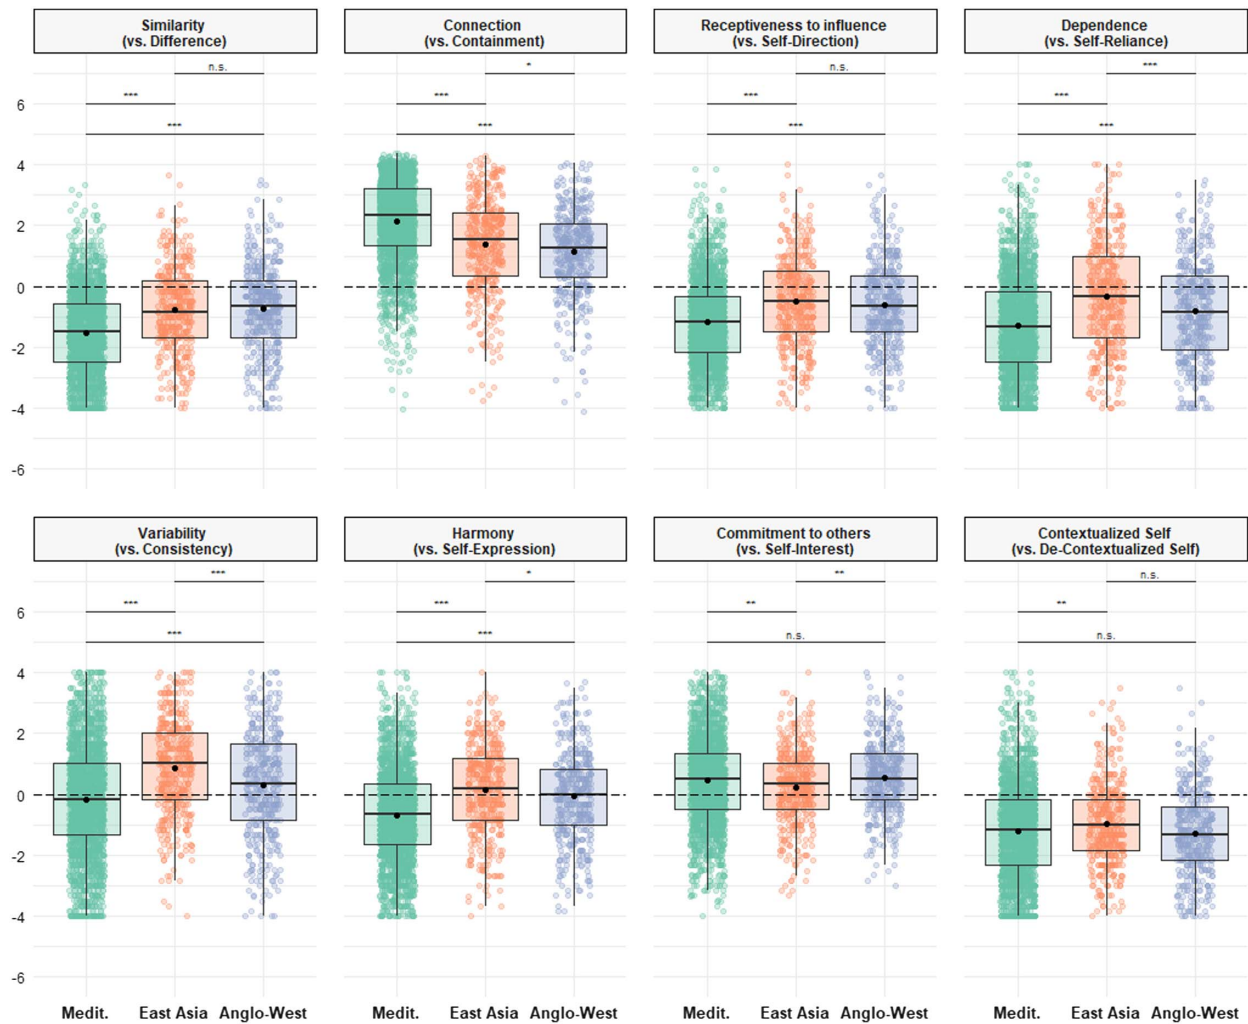 Similarity
(vs. Difference)
Connection
(vs. Containment)
Receptiveness to influence
(vs. Self-Direction)
Dependence
(vs. Self-Reliance)
n.s.
*
n.s.
***
6
***
***
***
***
***
***
***
***
4
2
0
-2
-4
-6
Variability
(vs. Consistency)
Harmony
(vs. Self-Expression)
Commitment to others
(vs. Self-Interest)
Contextualized Self
(vs. De-Contextualized Self)
***
*
**
n.s.
6
***
***
**
**
***
***
n.s.
n.s.
4
2
0
-2
-4
-6
Medit. East Asia Anglo-West
Medit. East Asia Anglo-West
Medit. East Asia Anglo-West
Medit. East Asia Anglo-West